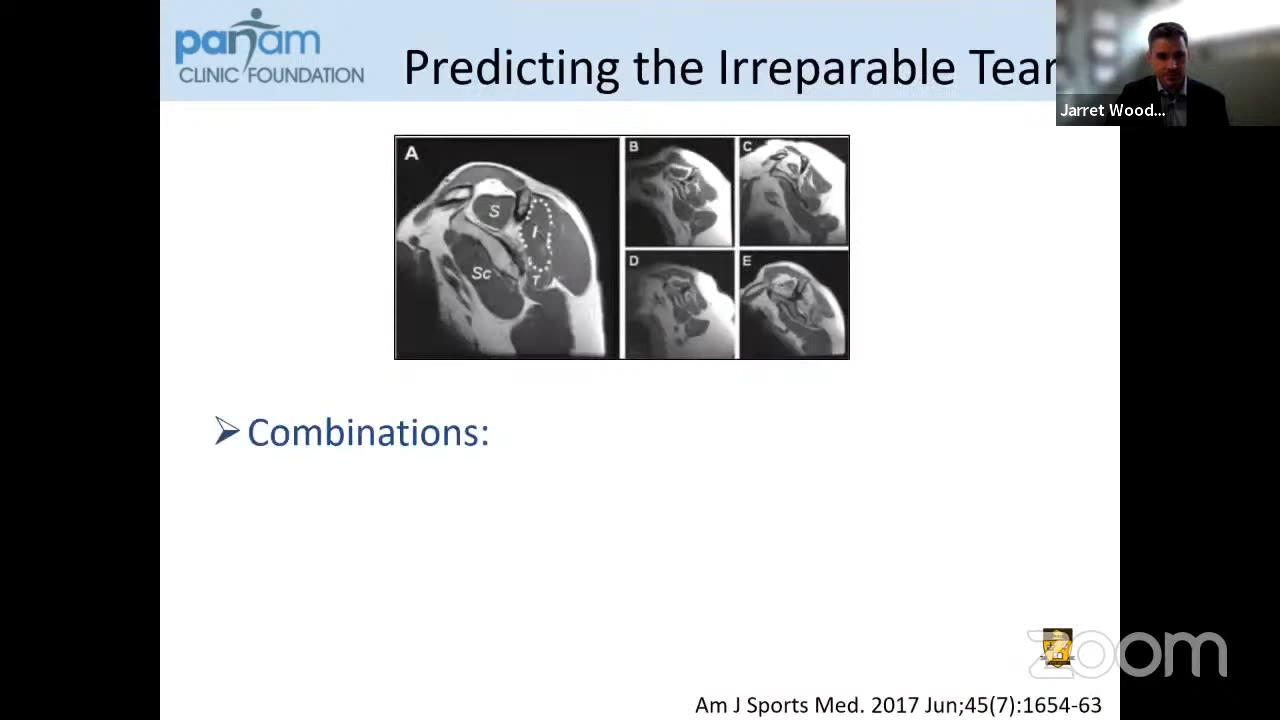 panam
CLINIC FOUNDATION
Predicting the Irreparable Tear
Jarret Wood...
A
S
I
Sc
T
B
C
D
E
Combinations:
zoom
Am J Sports Med. 2017 Jun;45(7):1654-63